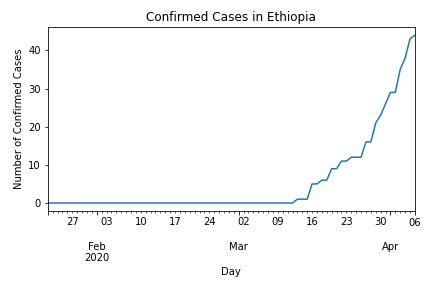 Confirmed Cases in Ethiopia
Number of Confirmed Cases
40
30
20
10
0
27 03 10 17 24 02 09 16 23 30 06
Feb Mar Apr
2020
Day